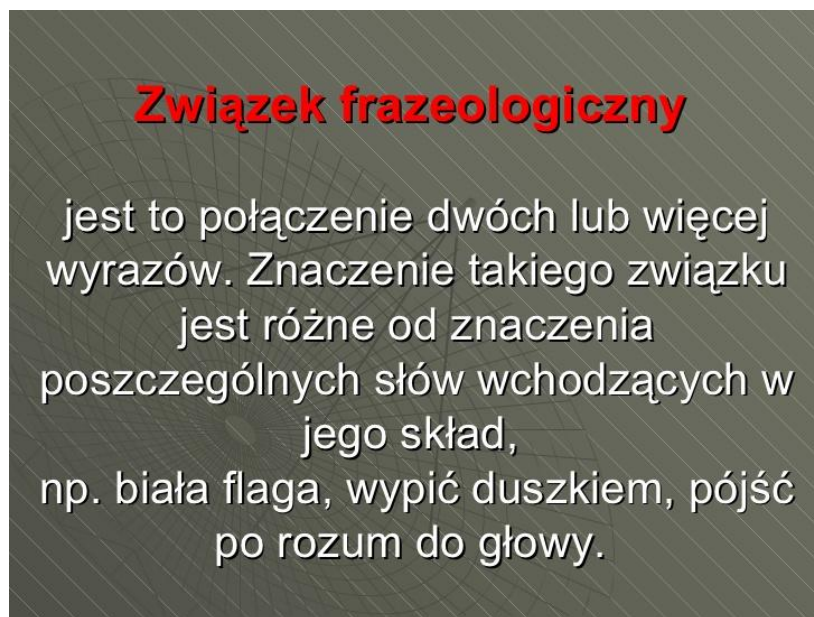 Związek frazeologiczny
jest to połączenie dwóch lub więcej
wyrazów. Znaczenie takiego związku
jest różne od znaczenia
poszczególnych słów wchodzących w
jego skład,
np. biała flaga, wypić duszkiem, pójść
po rozum do głowy.